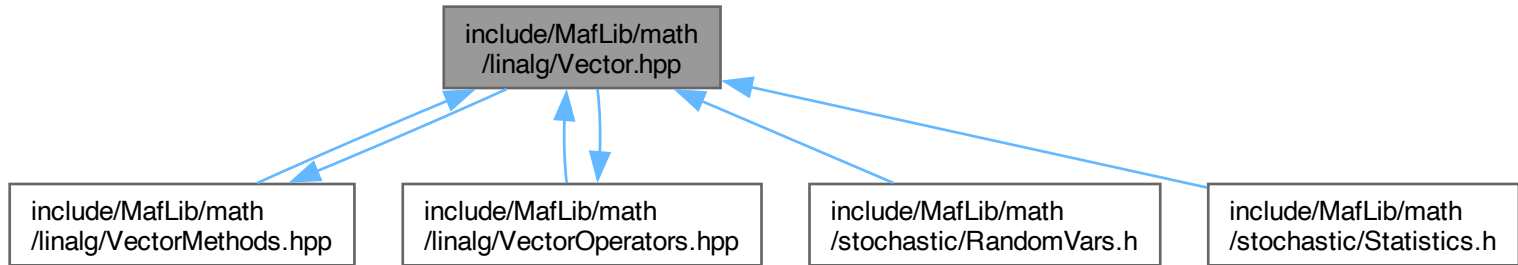 include/MafLib/math
/linalg/Vector.hpp
include/MafLib/math
/linalg/VectorMethods.hpp
include/MafLib/math
/linalg/VectorOperators.hpp
include/MafLib/math
/stochastic/RandomVars.h
include/MafLib/math
/stochastic/Statistics.h